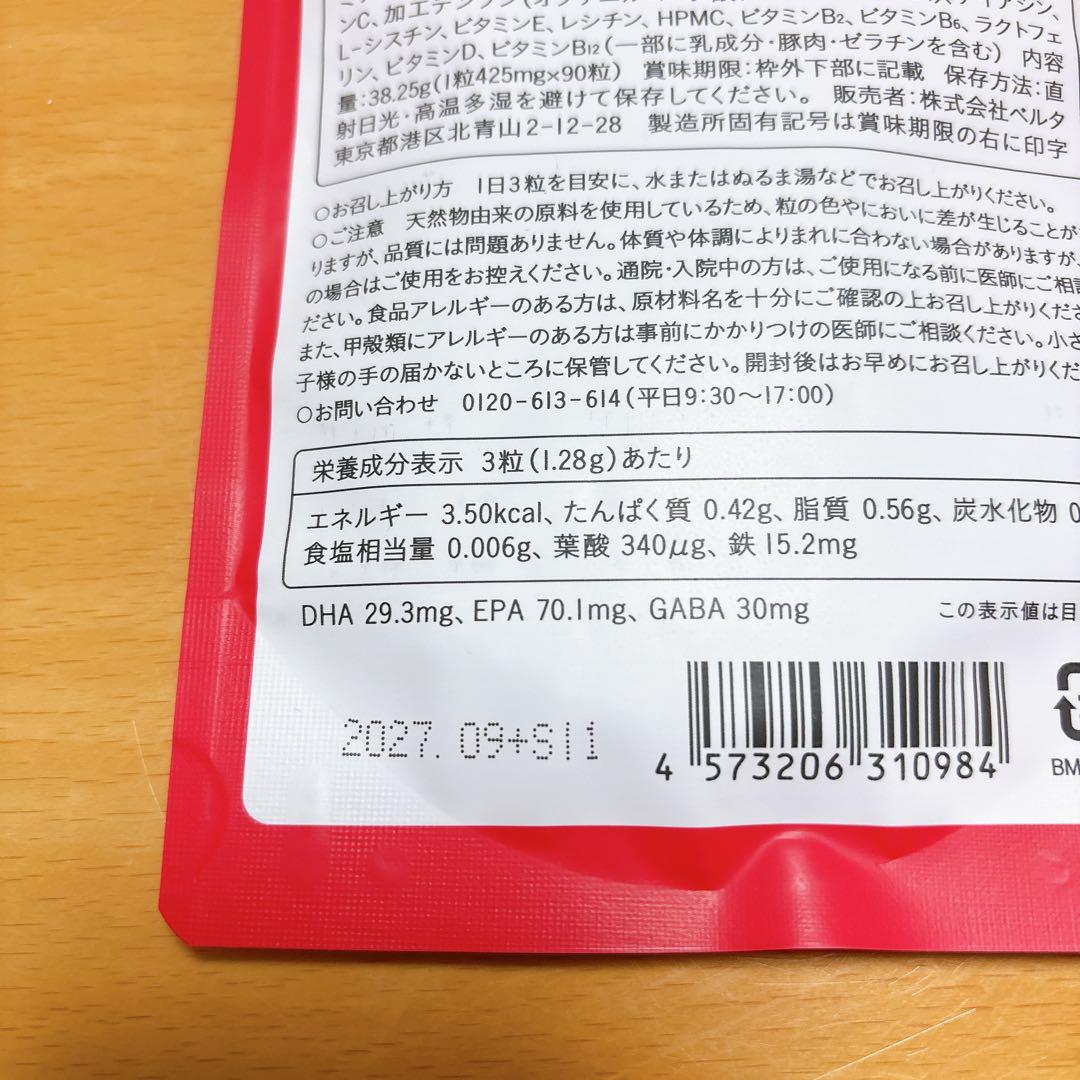 ンC、加工デンプン
L-シスチン、ビタミンE、レシチン、HPMC、ビタミンB₂、ビタミンB₆、ラクトフェ
リン、ビタミンD、ビタミンB₁₂(一部に乳成分・豚肉・ゼラチンを含む) 内容
量:38.25g(1粒425mg×90粒) 賞味期限:枠外下部に記載 保存方法:直
射日光・高温多湿を避けて保存してください。 販売者:株式会社ベルタ
東京都港区北青山2-12-28 製造所固有記号は賞味期限の右に印字
○お召し上がり方 1日3粒を目安に、水またはぬるま湯などでお召し上がりください。
○ご注意 天然物由来の原料を使用しているため、粒の色やにおいに差が生じることが
りますが、品質には問題ありません。体質や体調によりまれに合わない場合がありますが、
の場合はご使用をお控えください。通院・入院中の方は、ご使用になる前に医師にご相談
ださい。食品アレルギーのある方は、原材料名を十分にご確認の上お召し上がりくださ
また、甲殻類にアレルギーのある方は事前にかかりつけの医師にご相談ください。小さ
子様の手の届かないところに保管してください。開封後はお早めにお召し上がりくだ
○お問い合わせ 0120-613-614(平日9:30〜17:00)
栄養成分表示 3粒(1.28g)あたり
エネルギー 3.50kcal、たんぱく質 0.42g、脂質 0.56g、炭水化物 0
食塩相当量 0.006g、葉酸 340μg、鉄 15.2mg
DHA 29.3mg、EPA 70.1mg、GABA 30mg この表示値は目
2027.09+S11
4 573206 310984
BM